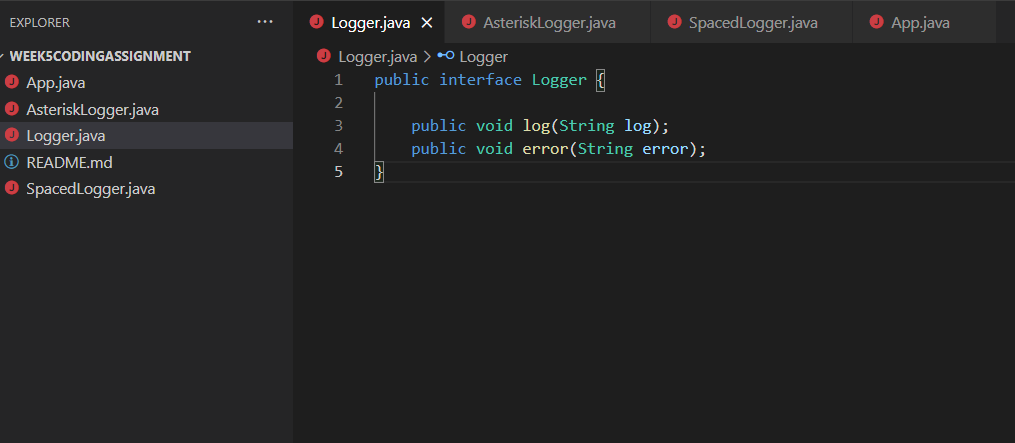 EXPLORER ...
WEEK5CODINGASSIGNMENT
J App.java
J AsteriskLogger.java
J Logger.java
README.md
J SpacedLogger.java
J Logger.java × J AsteriskLogger.java J SpacedLogger.java J App.java
J Logger.java > Logger
1 public interface Logger {
2
3 public void log(String log);
4 public void error(String error);
5 }